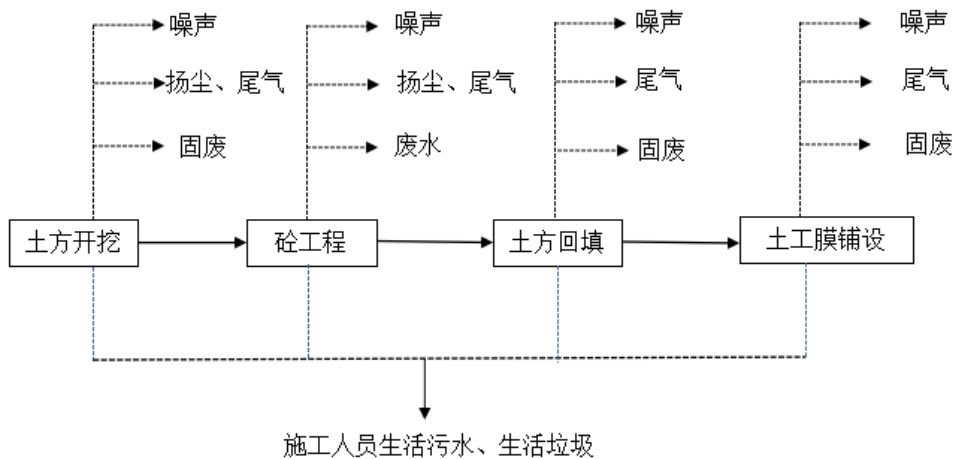 噪声 噪声 噪声 噪声
扬尘、尾气 扬尘、尾气 尾气 尾气
固废 废水 固废 固废
土方开挖 砼工程 土方回填 土工膜铺设
施工人员生活污水、生活垃圾